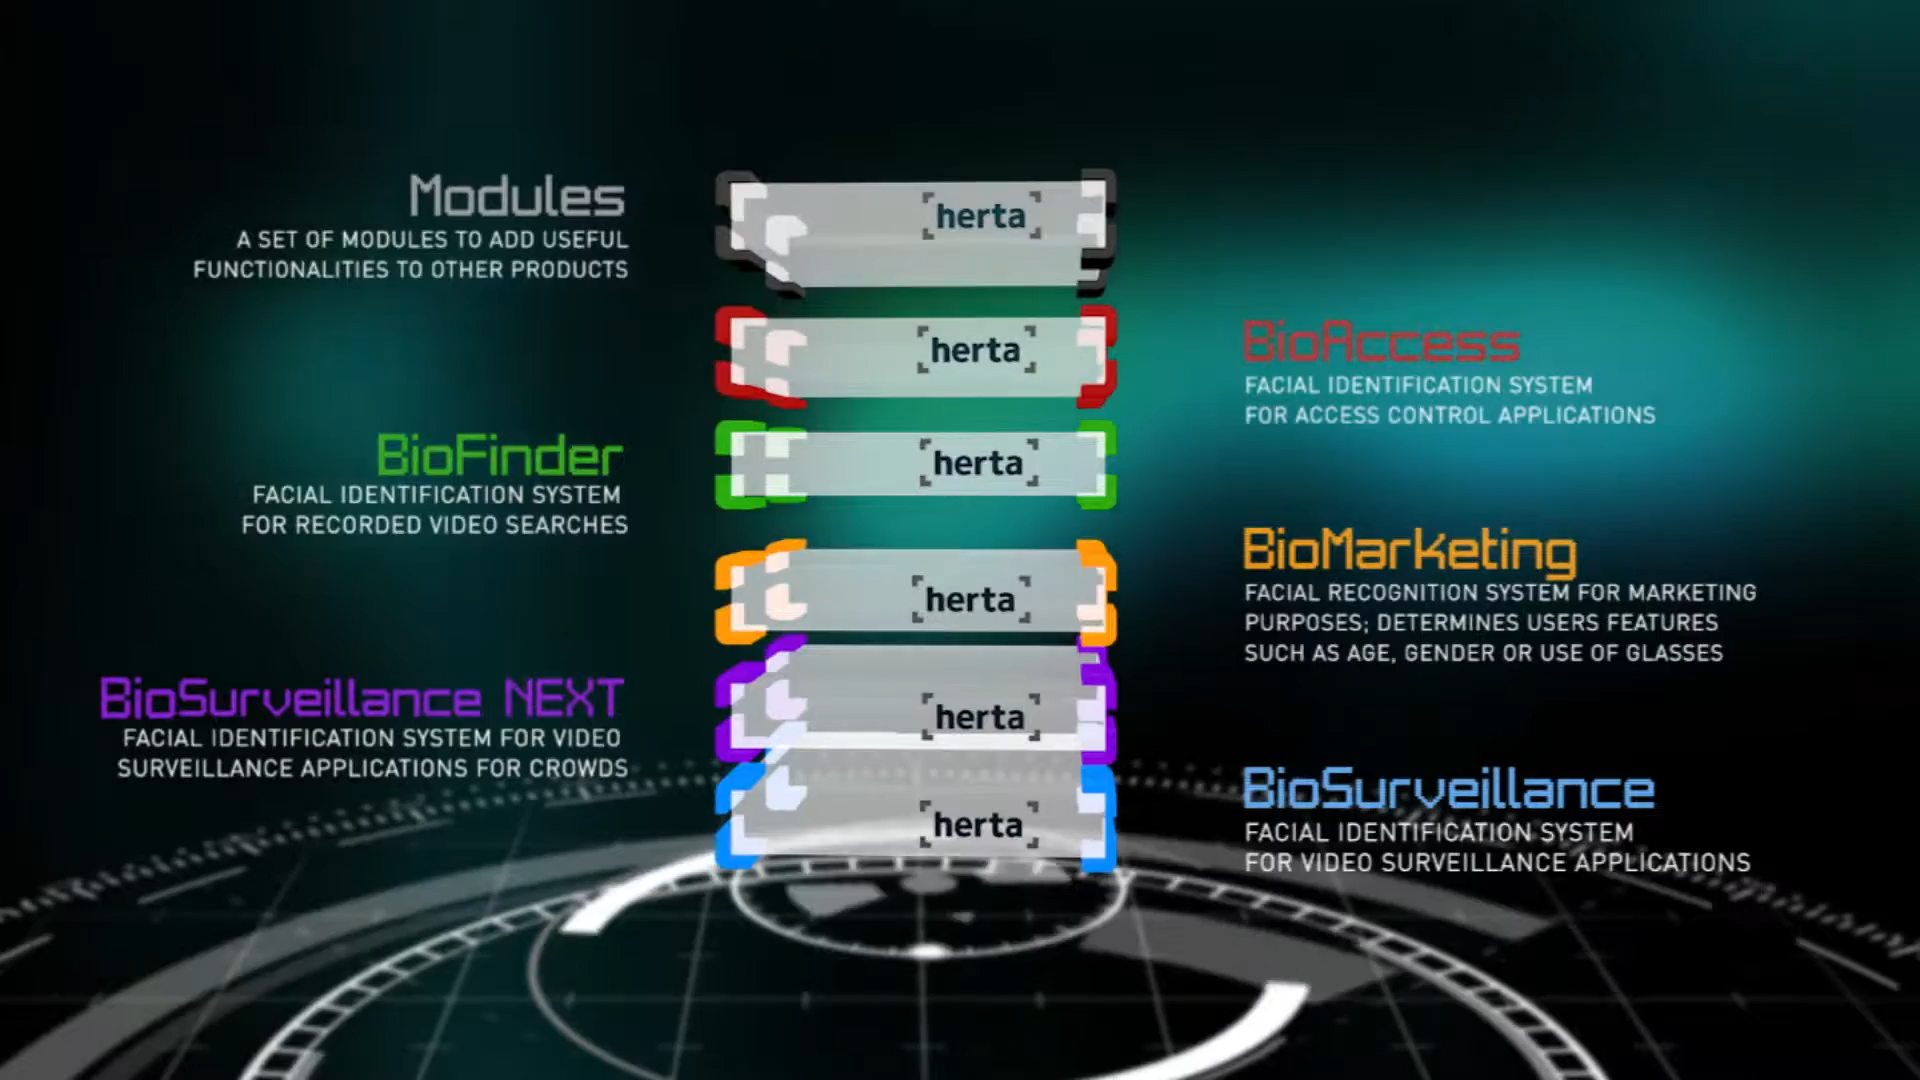 Modules
A SET OF MODULES TO ADD USEFUL
FUNCTIONALITIES TO OTHER PRODUCTS
herta
herta
BioAccess
FACIAL IDENTIFICATION SYSTEM
FOR ACCESS CONTROL APPLICATIONS
BioFinder
FACIAL IDENTIFICATION SYSTEM
FOR RECORDED VIDEO SEARCHES
herta
herta
BioMarketing
FACIAL RECOGNITION SYSTEM FOR MARKETING
PURPOSES; DETERMINES USERS FEATURES
SUCH AS AGE, GENDER OR USE OF GLASSES
BioSurveillance NEXT
FACIAL IDENTIFICATION SYSTEM FOR VIDEO
SURVEILLANCE APPLICATIONS FOR CROWDS
herta
herta
BioSurveillance
FACIAL IDENTIFICATION SYSTEM
FOR VIDEO SURVEILLANCE APPLICATIONS